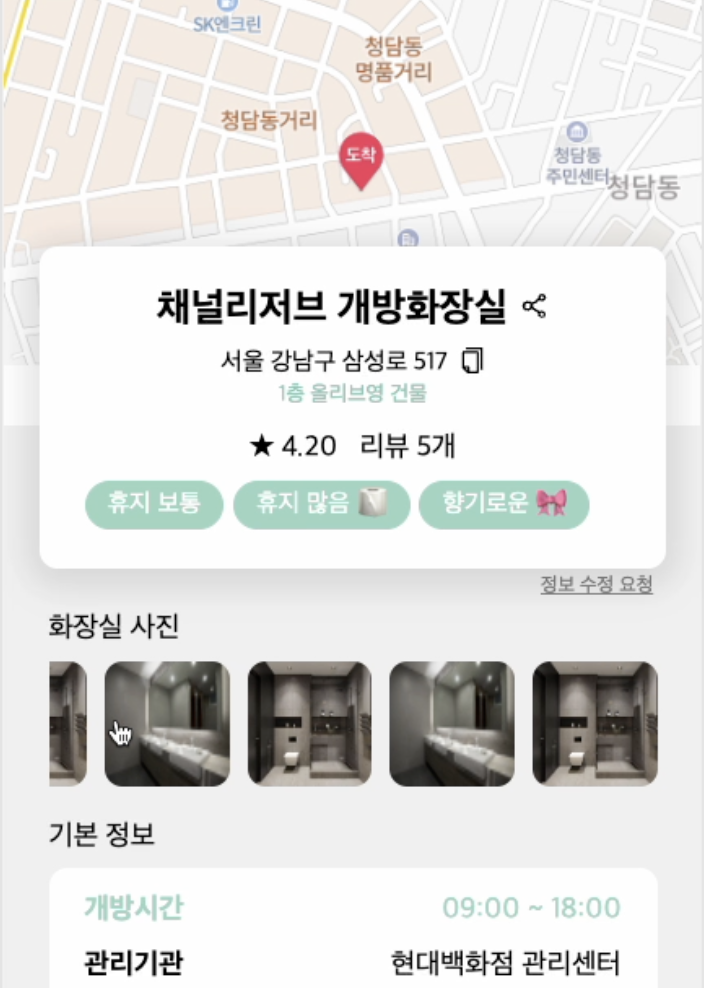 SK엔크린
청담동
명품거리
청담동거리
도착
청담동
주민센터
청담동
채널리저브 개방화장실
서울 강남구 삼성로 517
1층 올리브영 건물
★ 4.20 리뷰 5개
휴지 보통 휴지 많음 🧻 향기로운 🎀
정보 수정 요청
화장실 사진
기본 정보
개방시간 09:00 ~ 18:00
관리기관 현대백화점 관리센터